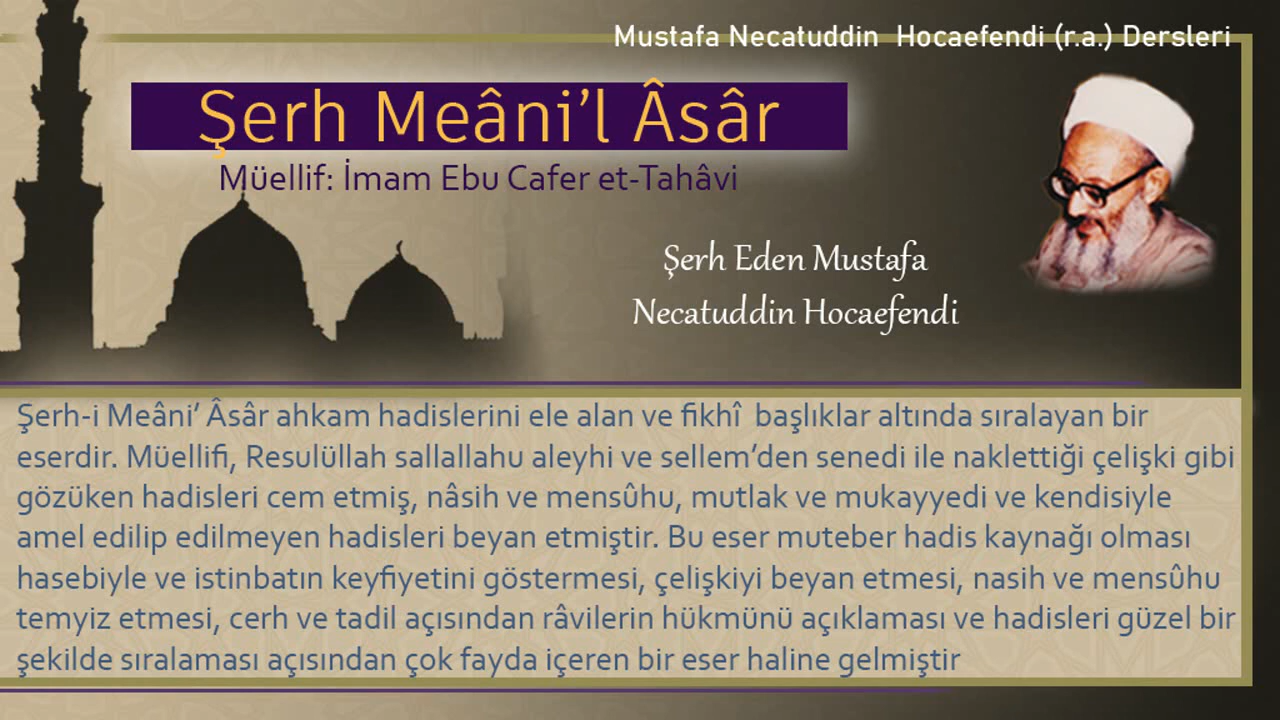 Mustafa Necatuddin Hocaefendi (r.a.) Dersleri
Şerh Meâni’l Âsâr
Müellif: İmam Ebu Cafer et-Tahâvi
Şerh Eden Mustafa
Necatuddin Hocaefendi
Şerh-i Meâni’ Âsâr ahkam hadislerini ele alan ve fikhî başlıklar altında sıralayan bir
eserdir. Müellifi, Resulüllah sallallahu aleyhi ve sellem’den senedi ile naklettiği çelişki gibi
gözüken hadisleri cem etmiş, nâsih ve mensûhu, mutlak ve mukayyedi ve kendisiyle
amel edilip edilmeyen hadisleri beyan etmiştir. Bu eser muteber hadis kaynağı olması
hasebiyle ve istinbatın keyfiyetini göstermesi, çelişkiyi beyan etmesi, nasih ve mensûhu
temyiz etmesi, cerh ve tadil açısından râvilerin hükmünü açıklaması ve hadisleri güzel bir
şekilde sıralaması açısından çok fayda içeren bir eser haline gelmiştir